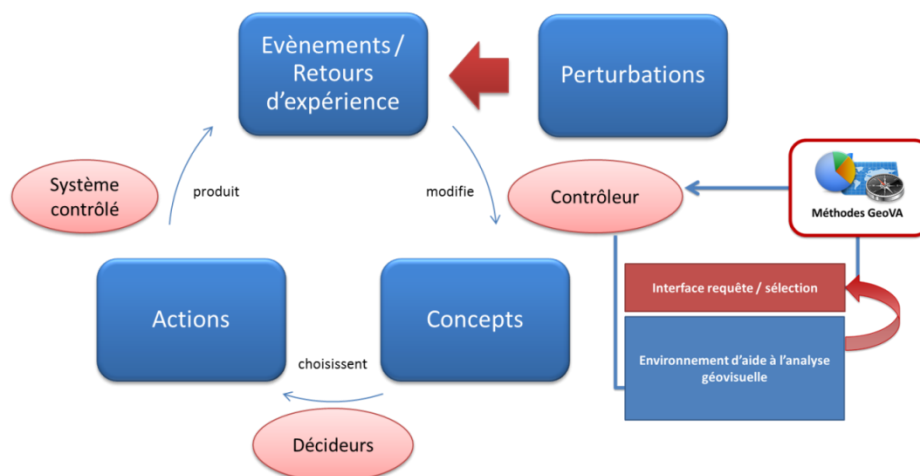 Evènements /
Retours
d'expérience
Perturbations
Système
contrôlé
produit
modifie
Contrôleur
Méthodes GeoVA
Actions
Concepts
Interface requête / sélection
Environnement d'aide à l'analyse
géovisuelle
choisissent
Décideurs